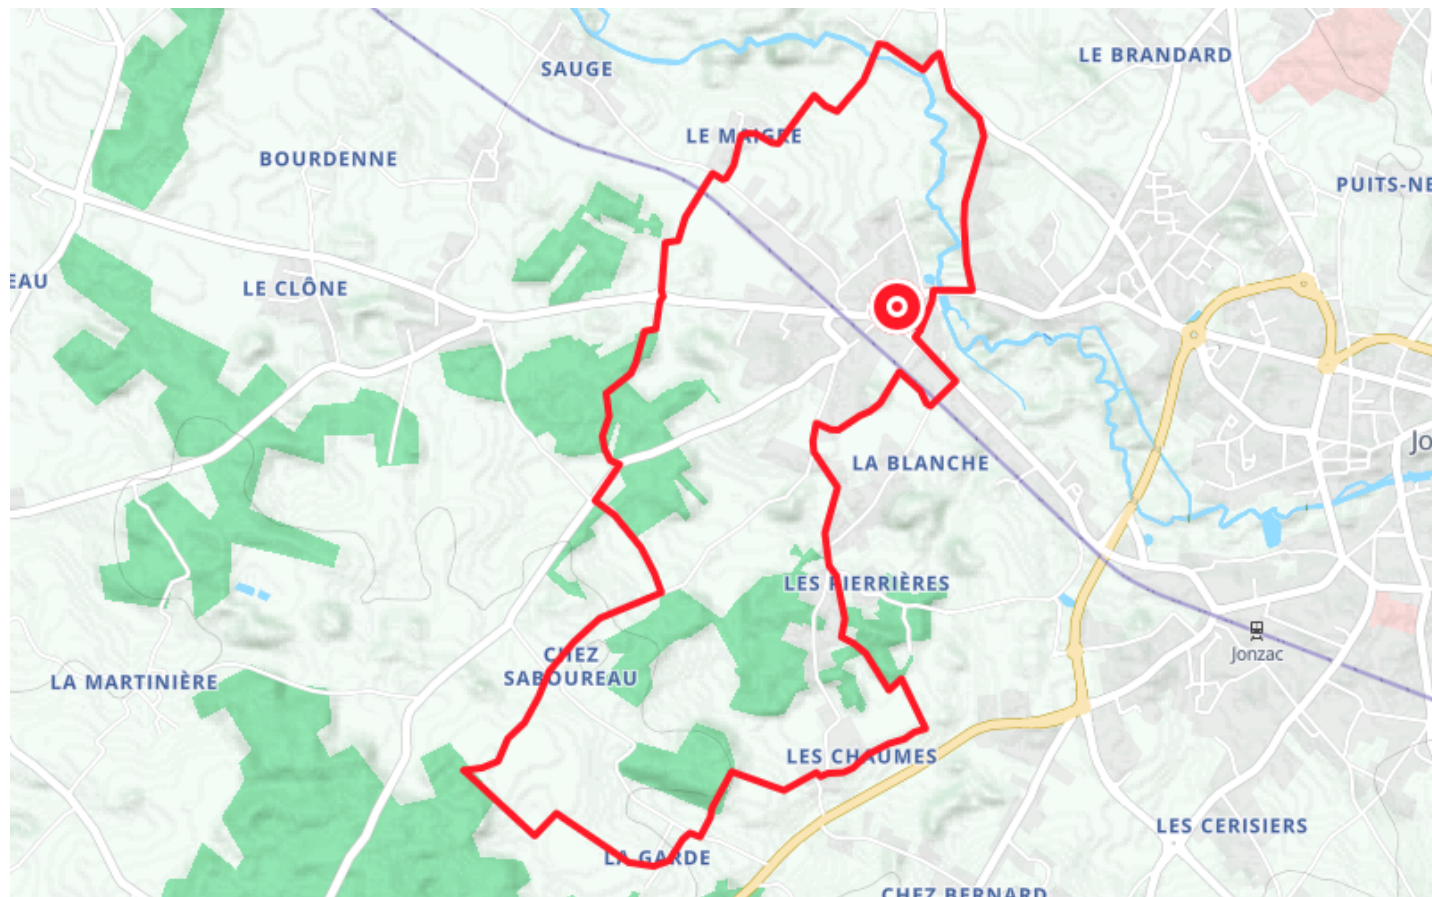 LE BRANDARD
SAUGE
LE MAIGRE
BOURDENNE
PUITS-NE
EAU
LE CLÔNE
Jo
LA BLANCHE
LES PIERRIÈRES
Jonzac
CHEZ
SABOUREAU
LA MARTINIÈRE
LES CHAUMES
LES CERISIERS
LA GARDE
CHEZ BERNARD